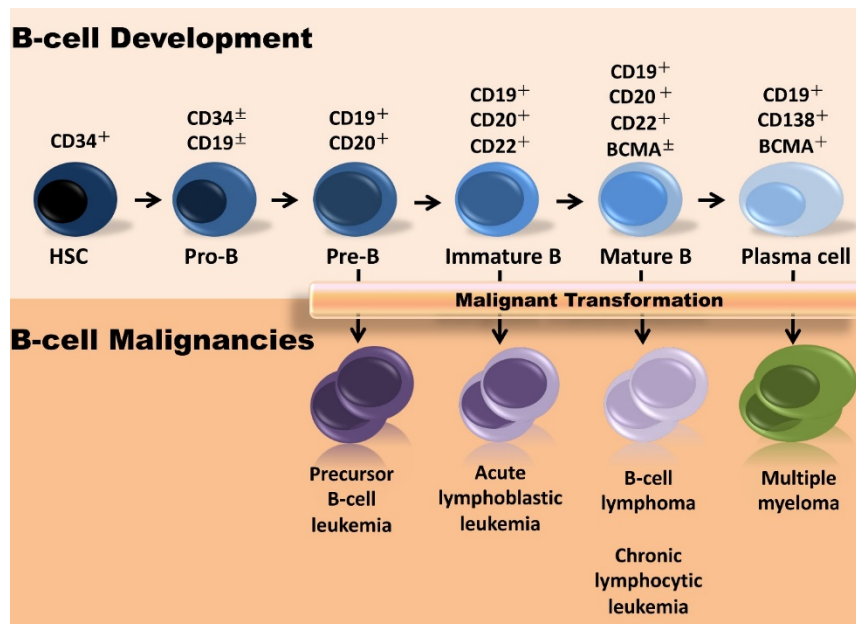 B-cell Development
CD34+
CD34±
CD19±
CD19+
CD20+
CD19+
CD20+
CD22+
CD19+
CD20+
CD22+
BCMA±
CD19+
CD138+
BCMA+
HSC
Pro-B
Pre-B
Immature B
Mature B
Plasma cell
Malignant Transformation
B-cell Malignancies
Precursor
B-cell
leukemia
Acute
lymphoblastic
leukemia
B-cell
lymphoma
Chronic
lymphocytic
leukemia
Multiple
myeloma